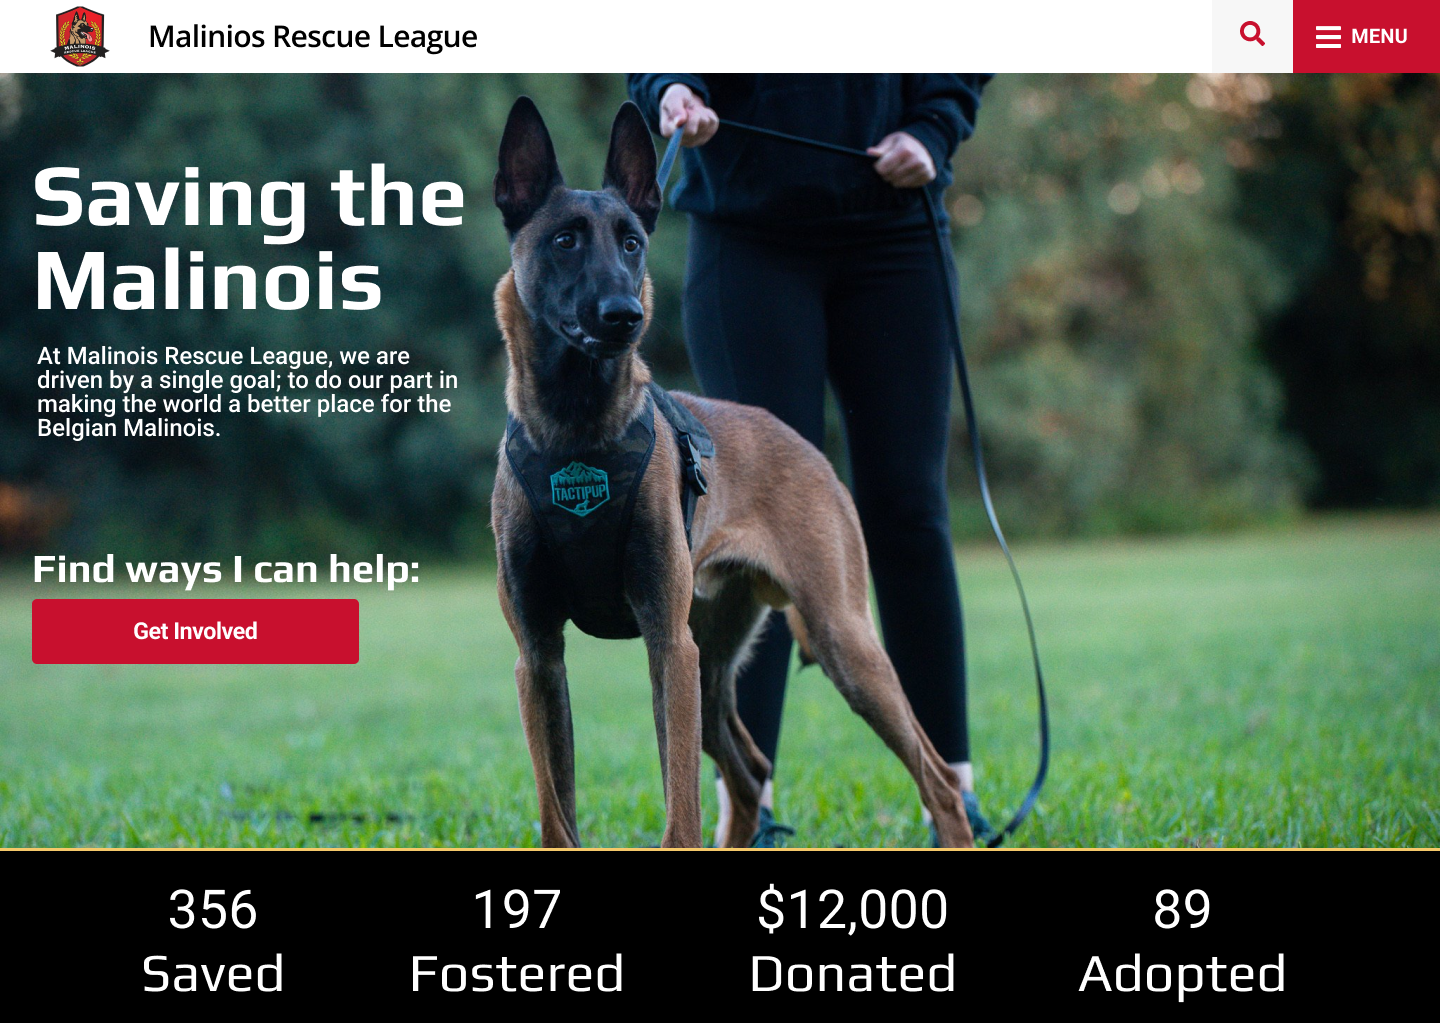 MALINOIS
RESCUE LEAGUE
Malinios Rescue League
MENU
Saving the
Malinois
At Malinois Rescue League, we are
driven by a single goal; to do our part in
making the world a better place for the
Belgian Malinois.
TACTIPUP
Find ways I can help:
Get Involved
356
Saved
197
Fostered
$12,000
Donated
89
Adopted